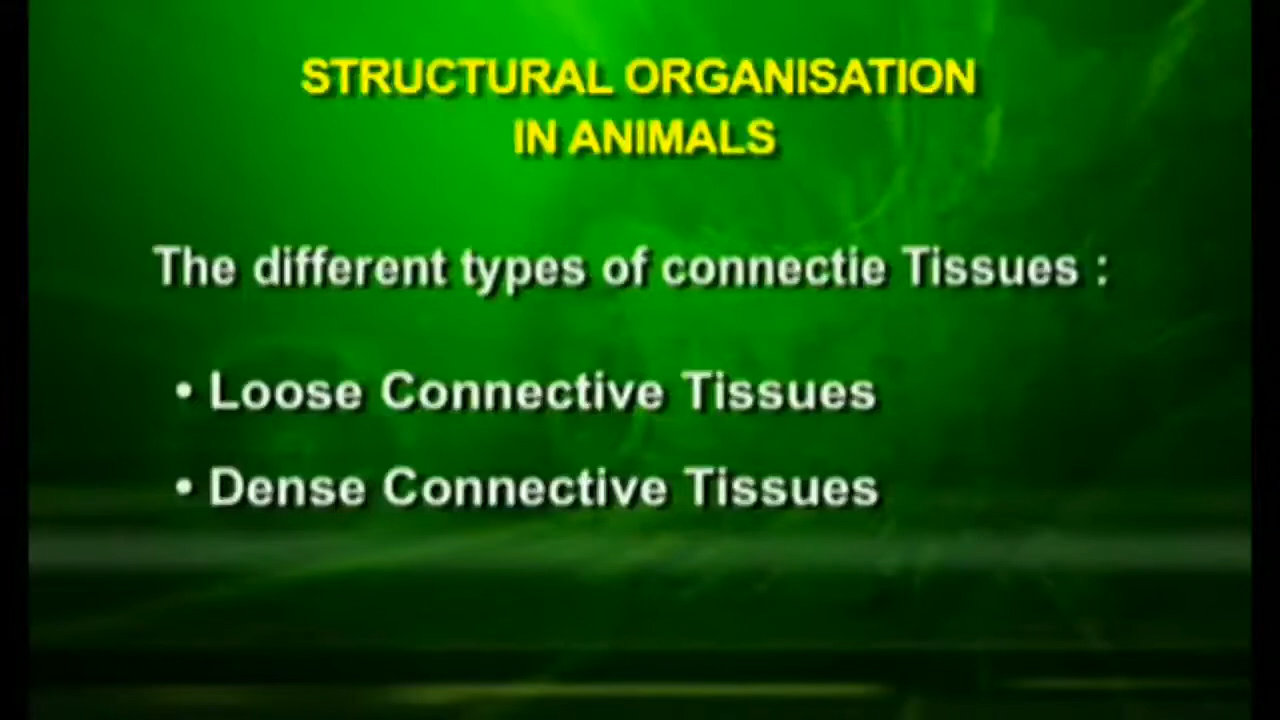 STRUCTURAL ORGANISATION
IN ANIMALS
The different types of connectie Tissues :
• Loose Connective Tissues
• Dense Connective Tissues